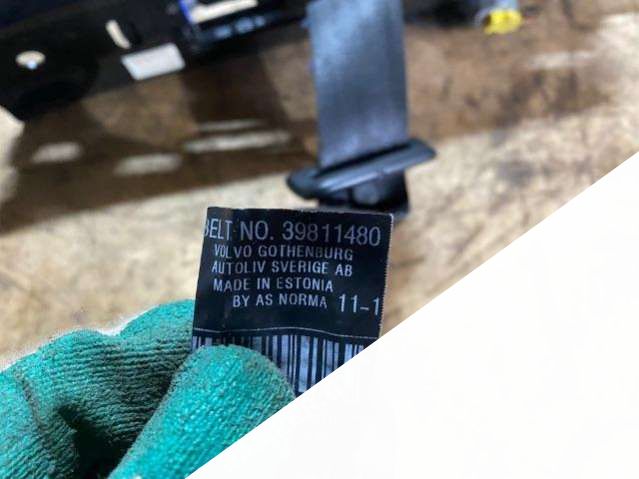 BELT NO. 39811480
VOLVO GOTHENBURG
AUTOLIV SVERIGE AB
MADE IN ESTONIA
BY AS NORMA 11-1